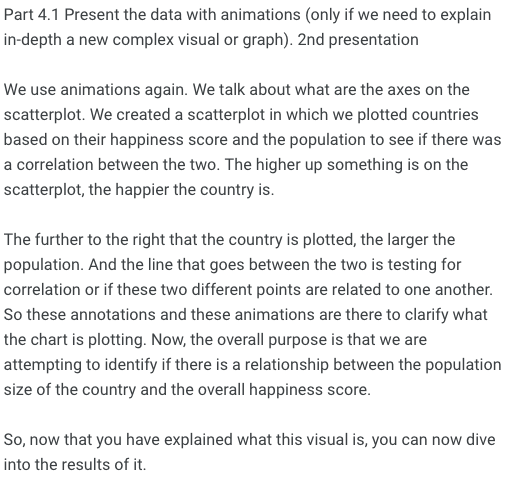 Part 4.1 Present the data with animations (only if we need to explain
in-depth a new complex visual or graph). 2nd presentation
We use animations again. We talk about what are the axes on the
scatterplot. We created a scatterplot in which we plotted countries
based on their happiness score and the population to see if there was
a correlation between the two. The higher up something is on the
scatterplot, the happier the country is.
The further to the right that the country is plotted, the larger the
population. And the line that goes between the two is testing for
correlation or if these two different points are related to one another.
So these annotations and these animations are there to clarify what
the chart is plotting. Now, the overall purpose is that we are
attempting to identify if there is a relationship between the population
size of the country and the overall happiness score.
So, now that you have explained what this visual is, you can now dive
into the results of it.